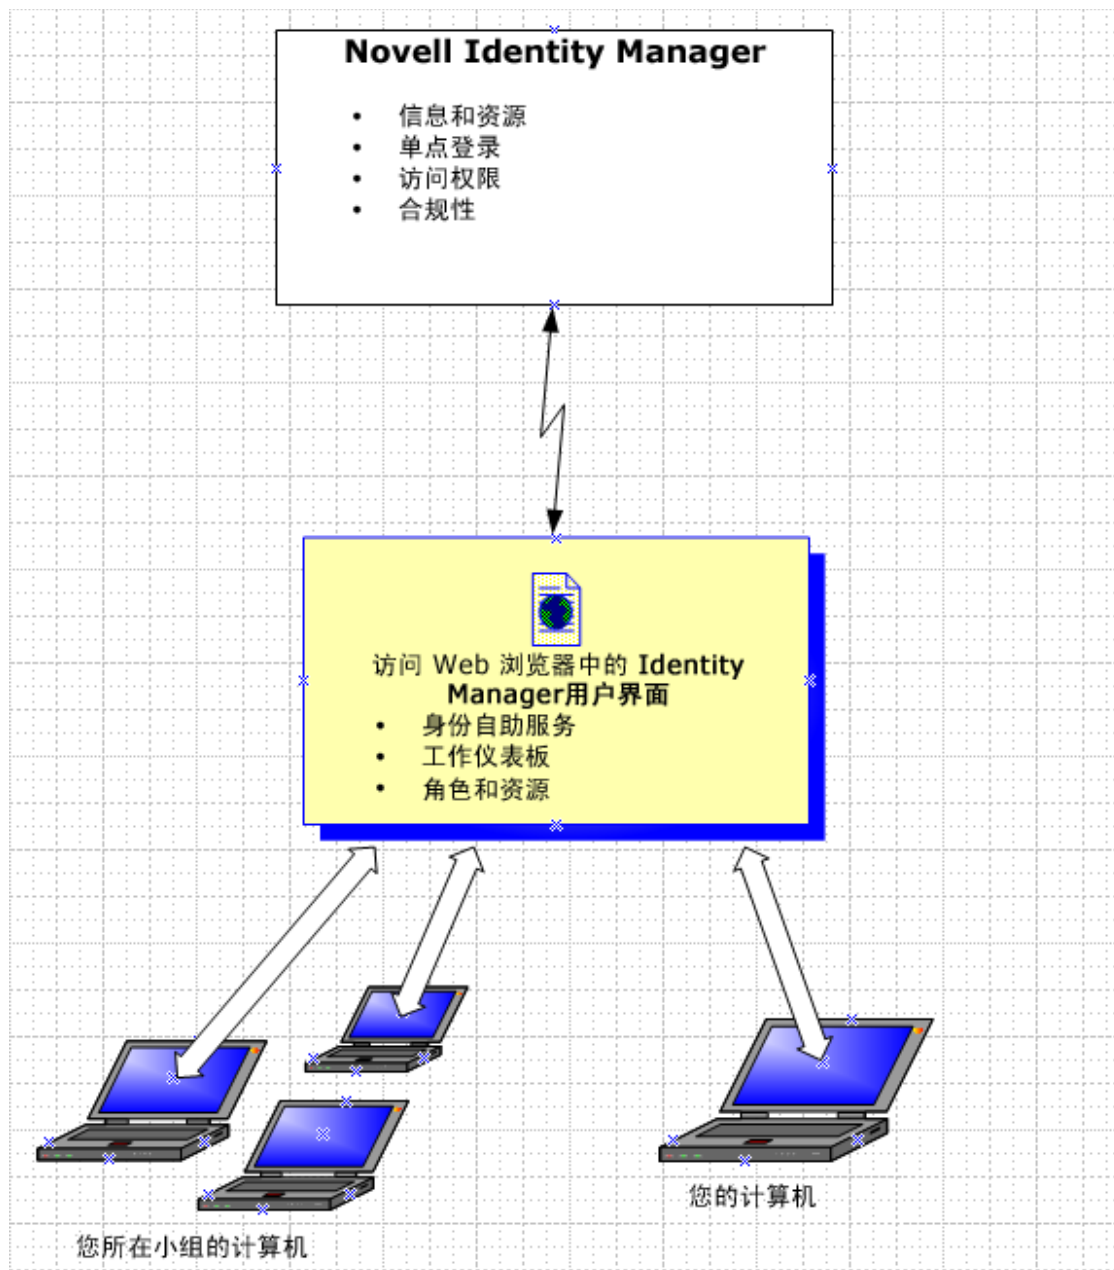 Novell Identity Manager
• 信息和资源
• 单点登录
• 访问权限
• 合规性
访问 Web 浏览器中的 Identity
Manager用户界面
• 身份自助服务
• 工作仪表板
• 角色和资源
您的计算机
您所在小组的计算机